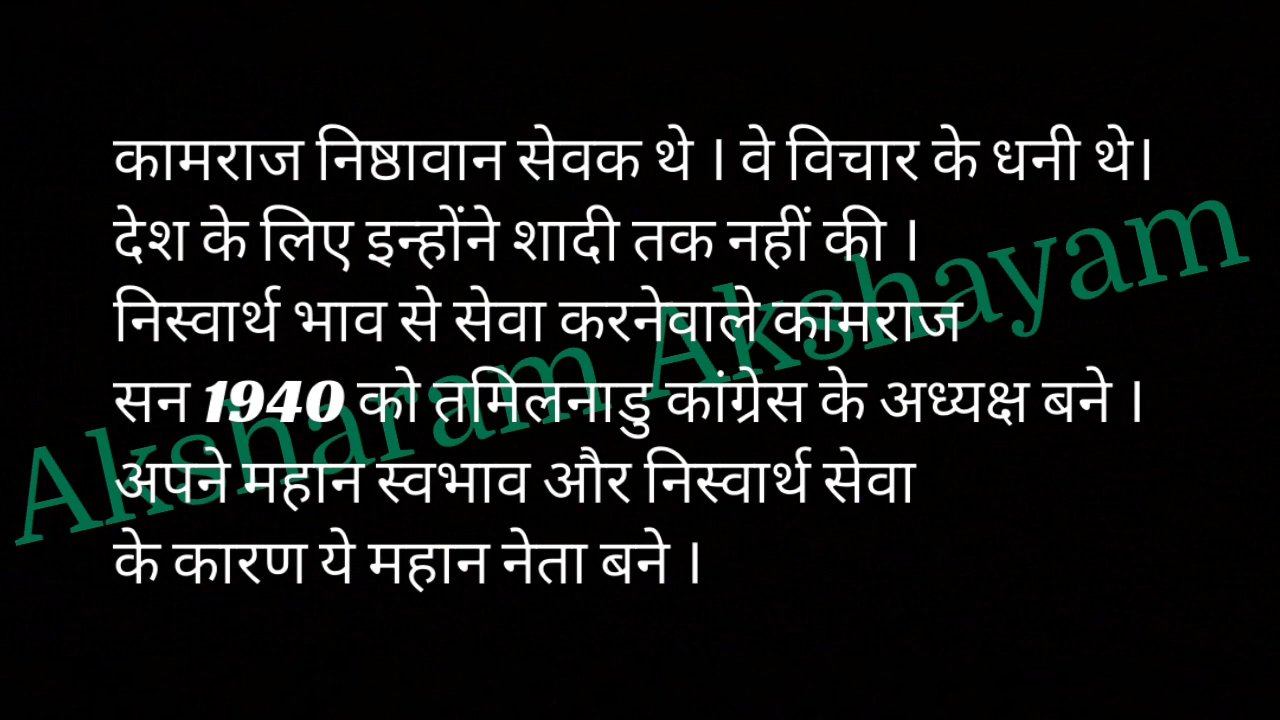 कामराज निष्ठावान सेवक थे । वे विचार के धनी थे।
देश के लिए इन्होंने शादी तक नहीं की ।
निस्वार्थ भाव से सेवा करनेवाले कामराज
सन 1940 को तमिलनाडु कांग्रेस के अध्यक्ष बने ।
अपने महान स्वभाव और निस्वार्थ सेवा
के कारण ये महान नेता बने ।
Aksharam Akshayam